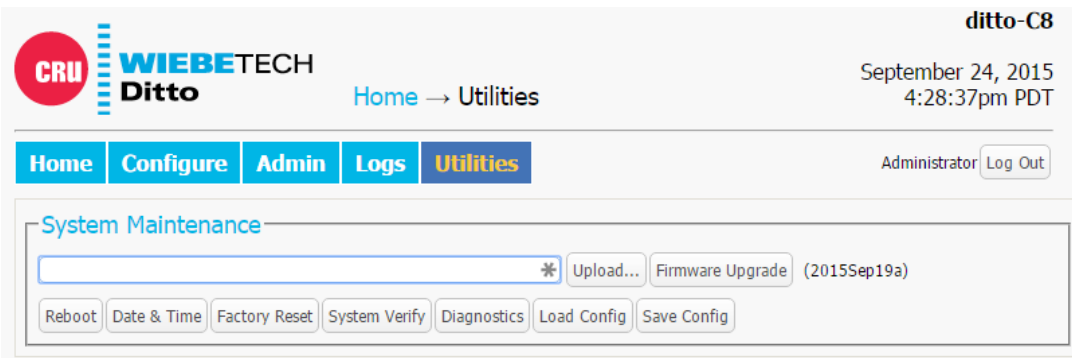 ditto-C8
CRU WIEBETECH
Ditto
Home → Utilities
September 24, 2015
4:28:37pm PDT
Home Configure Admin Logs Utilities Administrator Log Out
System Maintenance
* Upload... Firmware Upgrade (2015Sep19a)
Reboot Date & Time Factory Reset System Verify Diagnostics Load Config Save Config